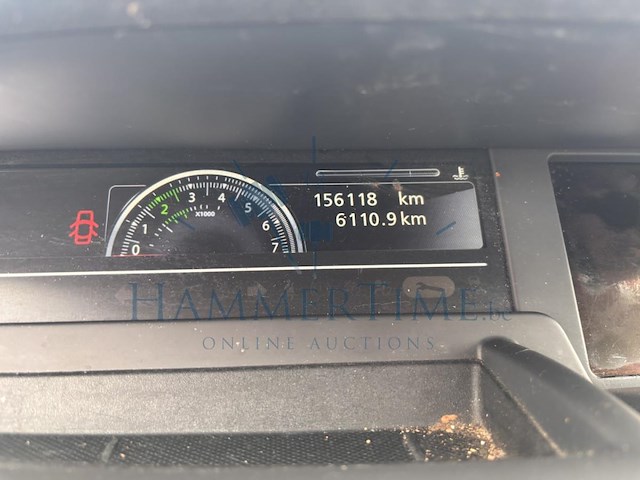 156118 km
6110.9 km
0 1 2 3 4 5 6 7
X1000
HAMMERTIME.be
ONLINE AUCTIONS